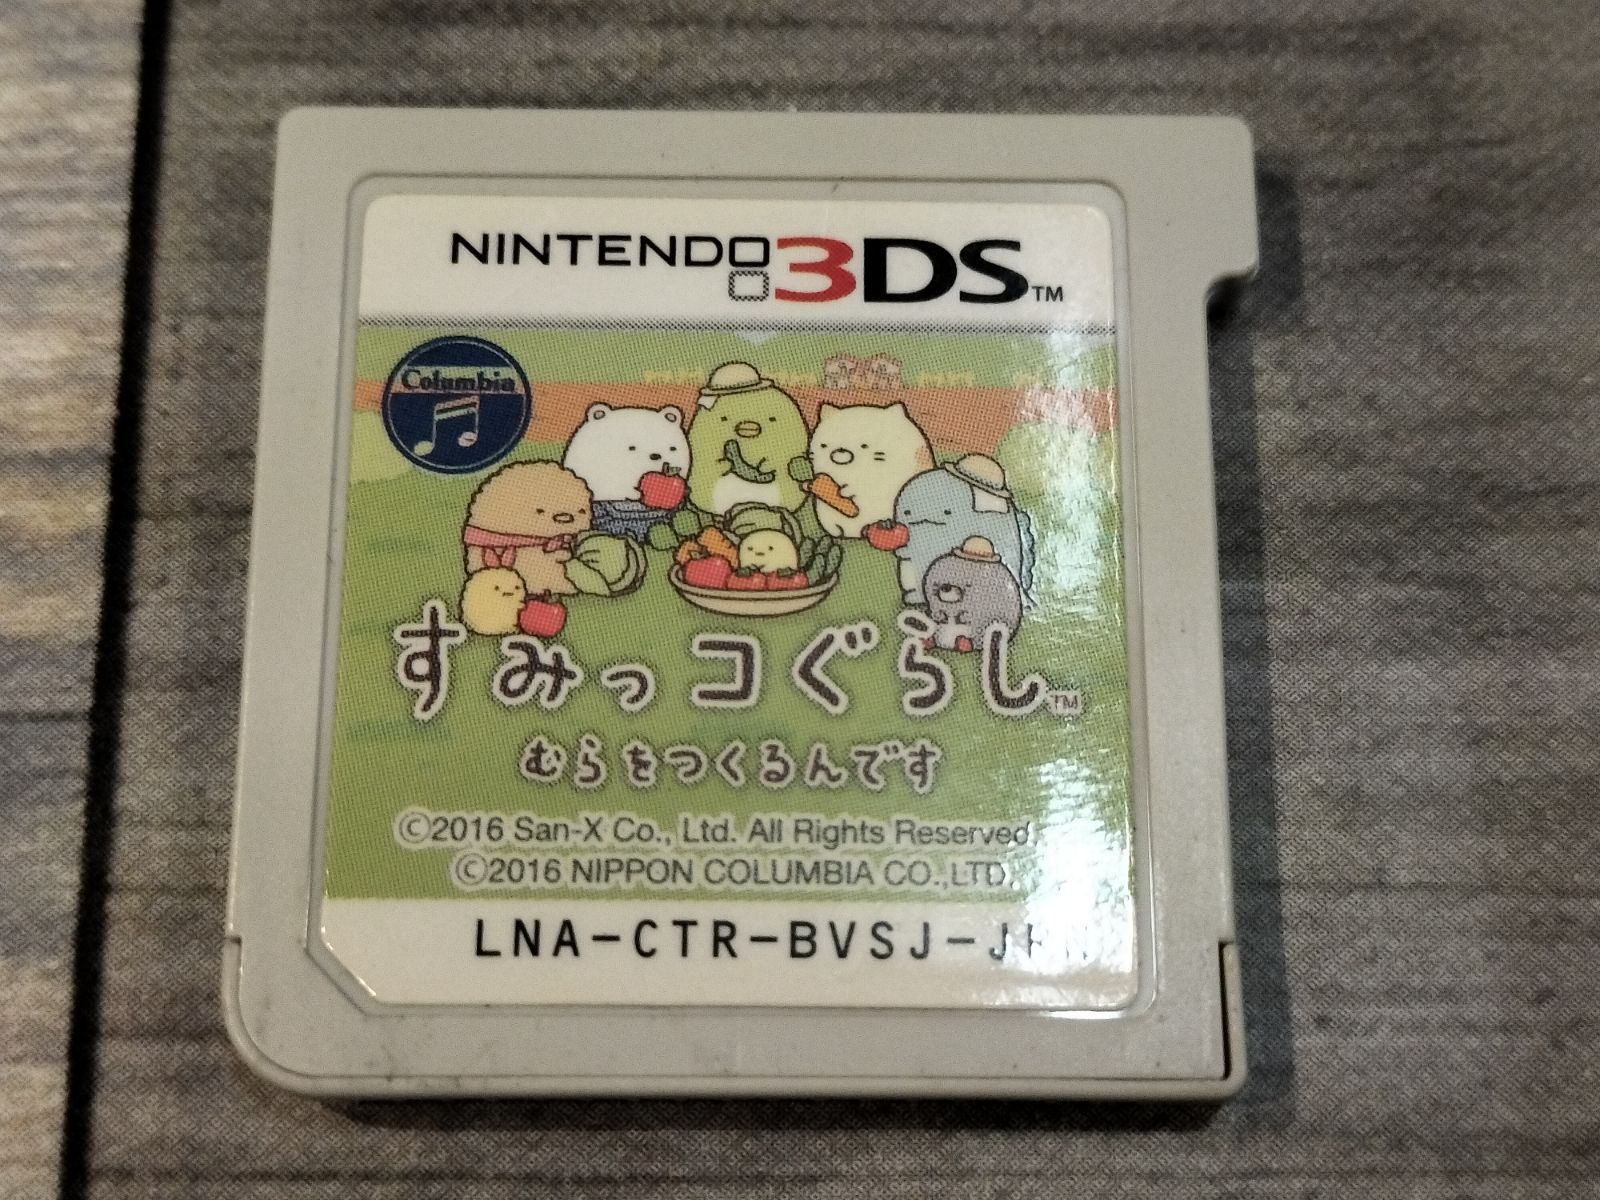 NINTENDO 3DS™
Columbia
すみっコぐらし™
むらをつくるんです
©2016 San-X Co., Ltd. All Rights Reserved.
©2016 NIPPON COLUMBIA CO.,LTD.
LNA-CTR-BVSJ-JPN